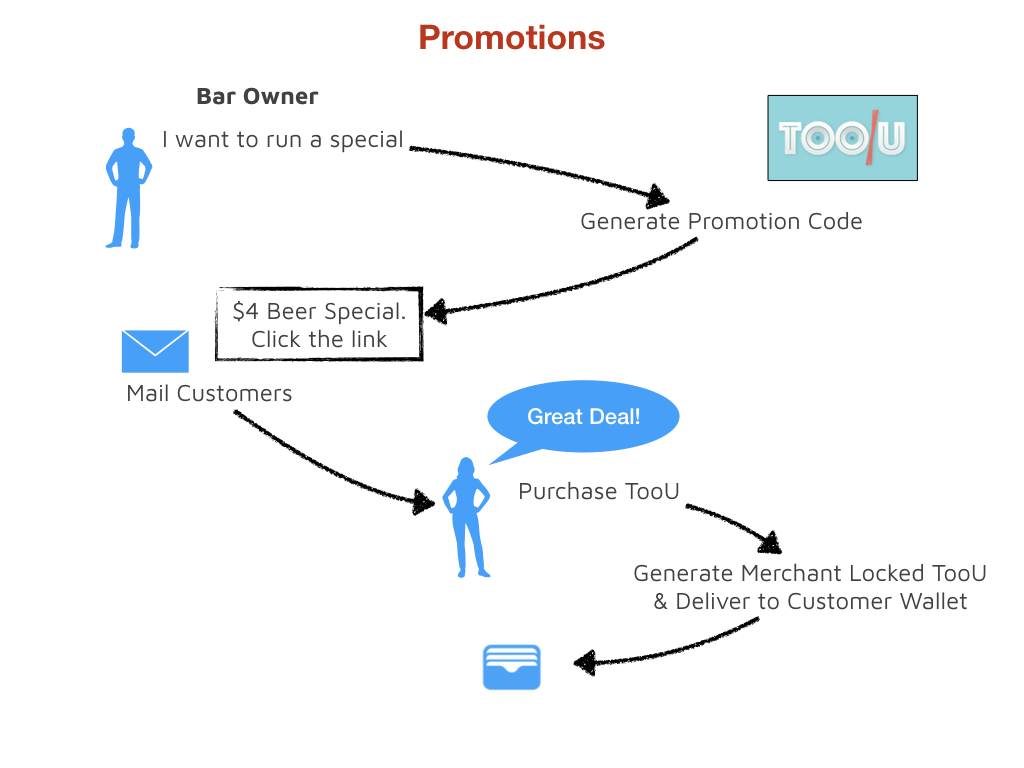 Promotions
Bar Owner
I want to run a special
TOO/U
Generate Promotion Code
$4 Beer Special.
Click the link
Mail Customers
Great Deal!
Purchase TooU
Generate Merchant Locked TooU
& Deliver to Customer Wallet